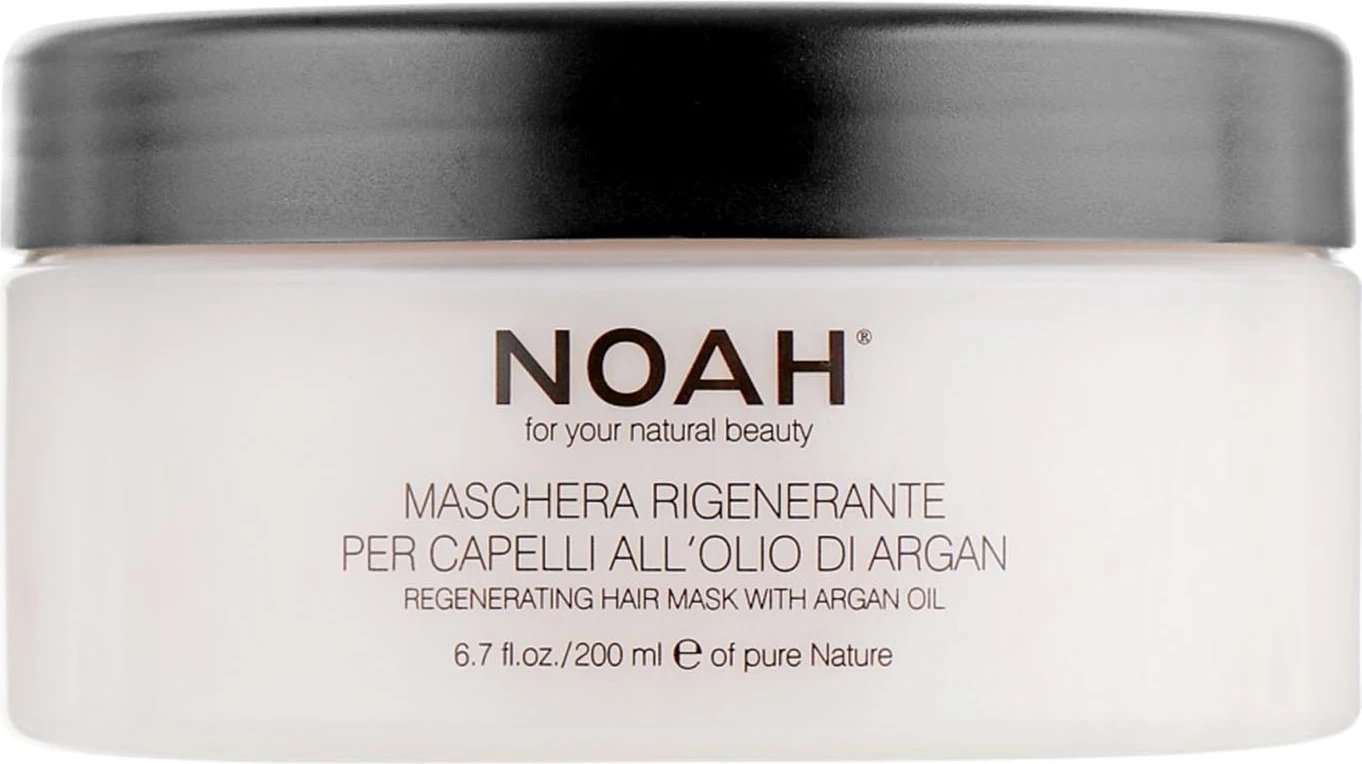 NOAH®
for your natural beauty
MASCHERA RIGENERANTE
PER CAPELLI ALL'OLIO DI ARGAN
REGENERATING HAIR MASK WITH ARGAN OIL
6.7 fl.oz./200 ml ℮ of pure Nature